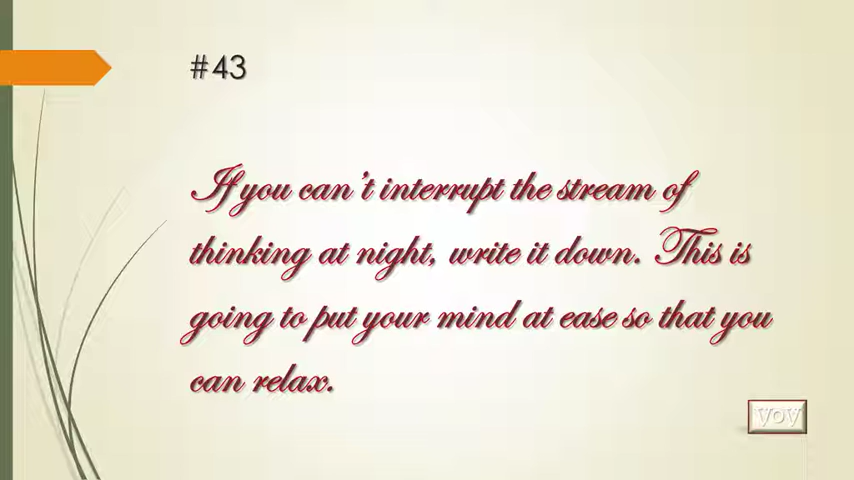 #43
If you can't interrupt the stream of
thinking at night, write it down. This is
going to put your mind at ease so that you
can relax.
yov